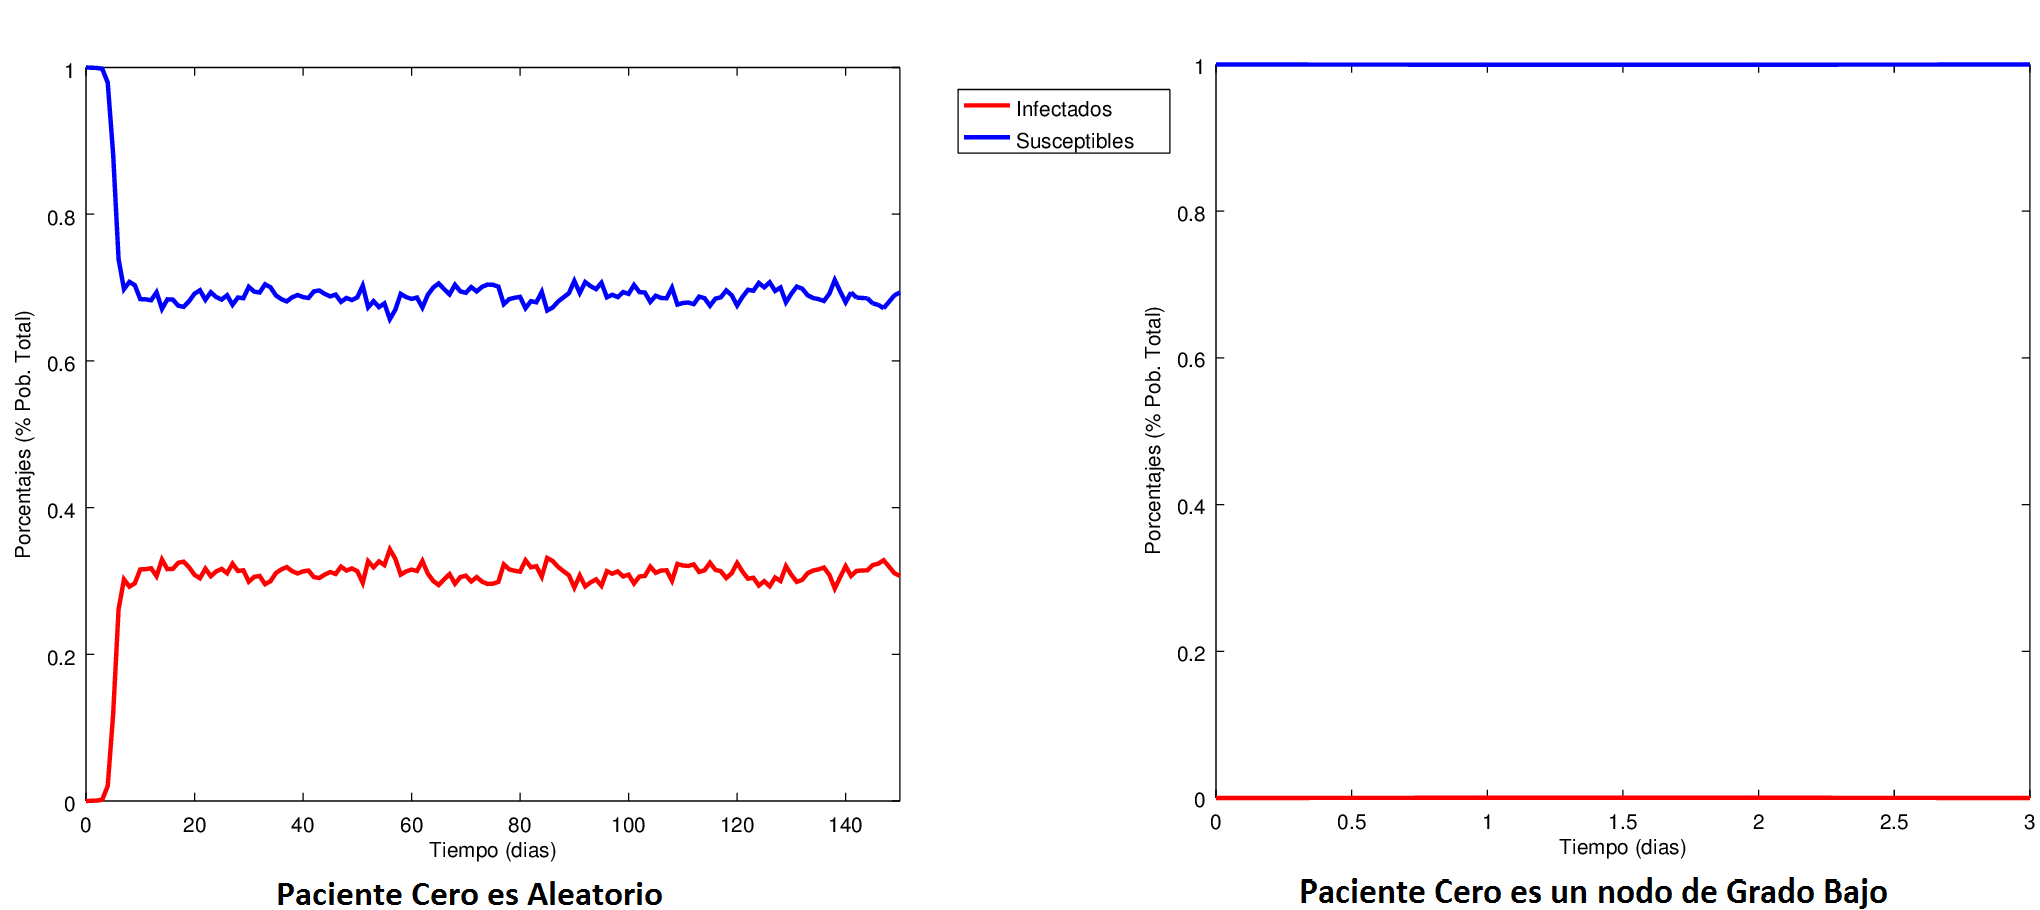 1
0.8
0.6
0.4
0.2
0
Porcentajes (% Pob. Total)
0 20 40 60 80 100 120 140
Tiempo (dias)
Paciente Cero es Aleatorio
Infectados
Susceptibles
1
0.8
0.6
0.4
0.2
0
Porcentajes (% Pob. Total)
0 0.5 1 1.5 2 2.5 3
Tiempo (dias)
Paciente Cero es un nodo de Grado Bajo